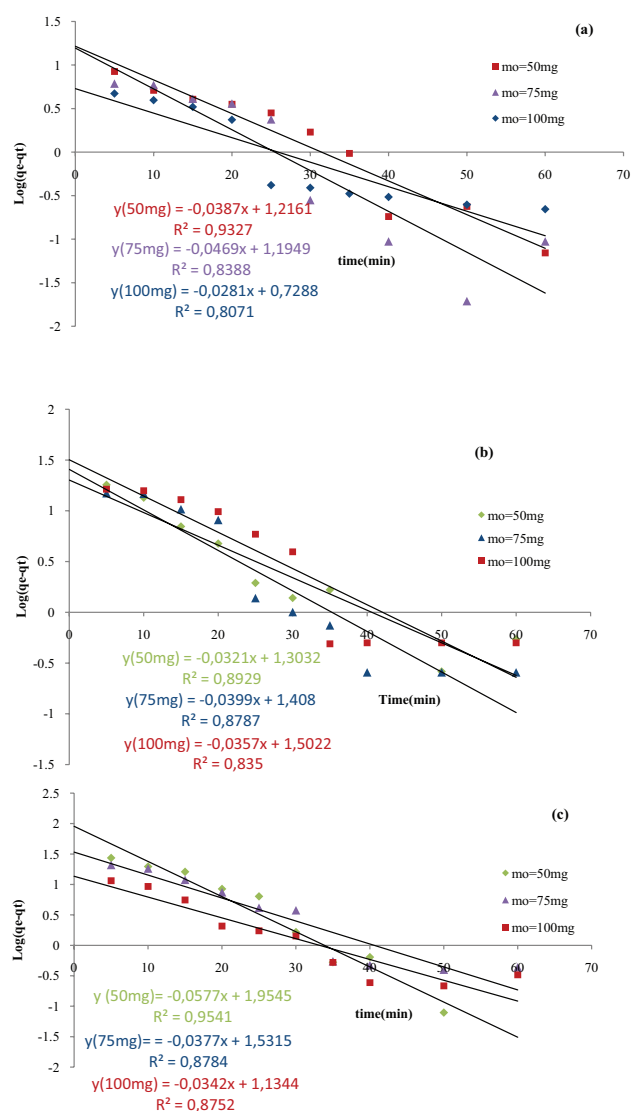 (a)
1.5
1
0.5
0
-0.5
-1
-1.5
-2
0 10 20 30 40 50 60 70
Log(qe-qt)
mo=50mg
mo=75mg
mo=100mg
y(50mg) = -0,0387x + 1,2161
R² = 0,9327
y(75mg) = -0,0469x + 1,1949
R² = 0,8388
y(100mg) = -0,0281x + 0,7288
R² = 0,8071
time(min)
(b)
2
1.5
1
0.5
0
-0.5
-1
-1.5
0 10 20 30 40 50 60 70
Log(qe-qt)
mo=50mg
mo=75mg
mo=100mg
y(50mg) = -0,0321x + 1,3032
R² = 0,8929
y(75mg) = -0,0399x + 1,408
R² = 0,8787
y(100mg) = -0,0357x + 1,5022
R² = 0,835
Time(min)
(c)
2.5
2
1.5
1
0.5
0
-0.5
-1
-1.5
-2
0 10 20 30 40 50 60 70
Log(qe-qt)
mo=50mg
mo=75mg
mo=100mg
y (50mg) = -0,0577x + 1,9545
R² = 0,9541
y(75mg)= = -0,0377x + 1,5315
R² = 0,8784
y(100mg) = -0,0342x + 1,1344
R² = 0,8752
time(min)